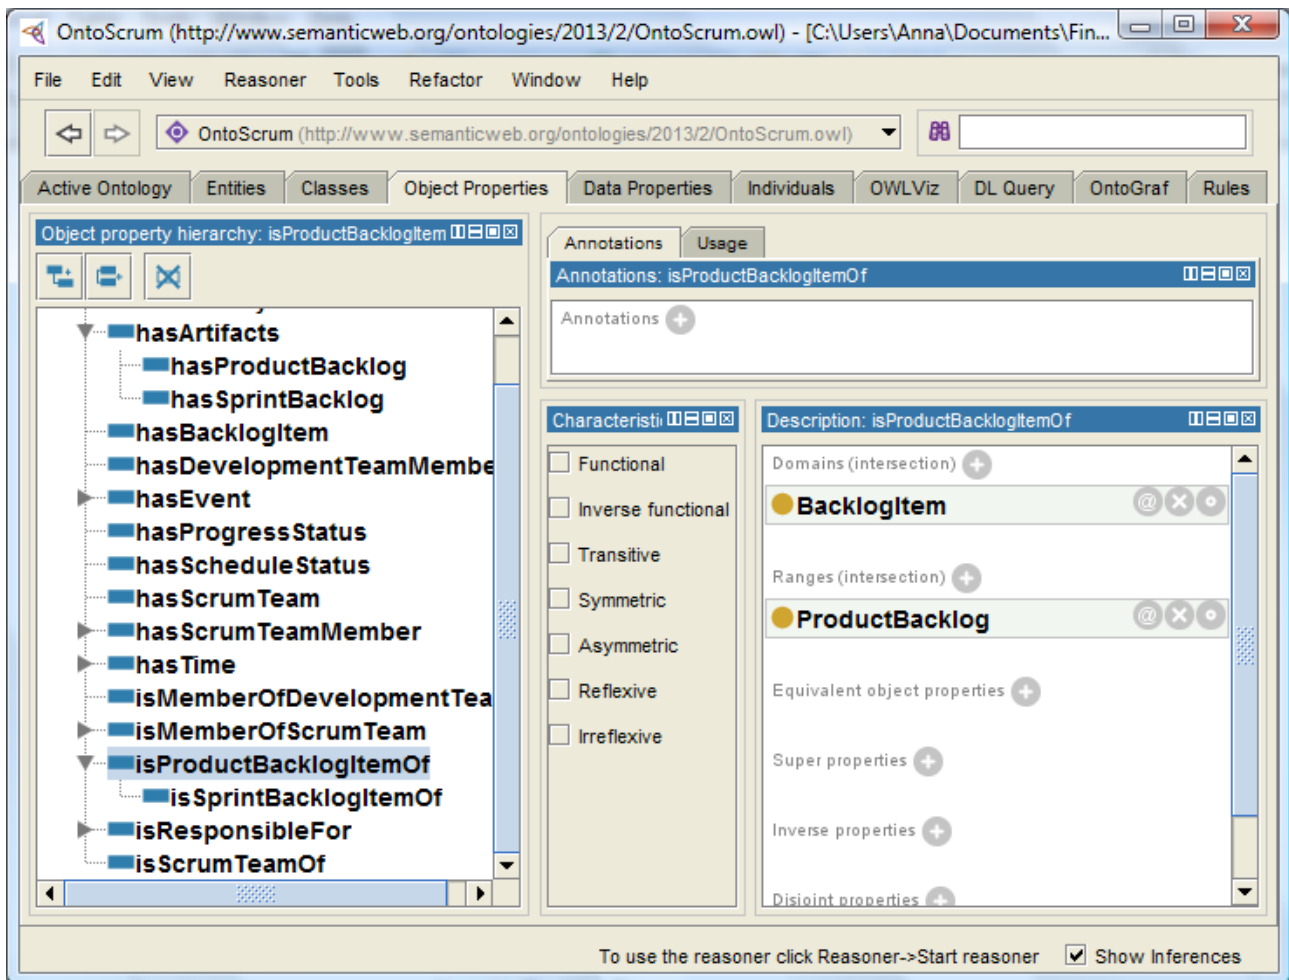 OntoScrum (http://www.semanticweb.org/ontologies/2013/2/OntoScrum.owl) - [C:\Users\Anna\Documents\Fin...
File Edit View Reasoner Tools Refactor Window Help
OntoScrum (http://www.semanticweb.org/ontologies/2013/2/OntoScrum.owl)
Active Ontology Entities Classes Object Properties Data Properties Individuals OWLViz DL Query OntoGraf Rules
Object property hierarchy: isProductBacklogItem
hasArtifacts
hasProductBacklog
hasSprintBacklog
hasBacklogItem
hasDevelopmentTeamMembe
hasEvent
hasProgressStatus
hasScheduleStatus
hasScrumTeam
hasScrumTeamMember
hasTime
isMemberOfDevelopmentTea
isMemberOfScrumTeam
isProductBacklogItemOf
isSprintBacklogItemOf
isResponsibleFor
isScrumTeamOf
Annotations Usage
Annotations: isProductBacklogItemOf
Annotations
Characteristi
Functional
Inverse functional
Transitive
Symmetric
Asymmetric
Reflexive
Irreflexive
Description: isProductBacklogItemOf
Domains (intersection)
BacklogItem
Ranges (intersection)
ProductBacklog
Equivalent object properties
Super properties
Inverse properties
Disjoint properties
To use the reasoner click Reasoner->Start reasoner Show Inferences